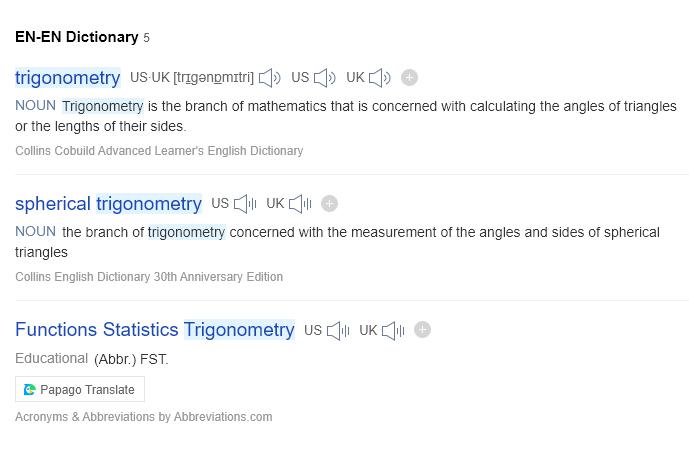 EN-EN Dictionary 5
trigonometry US·UK [trɪgənɒmɪtri] US UK
NOUN Trigonometry is the branch of mathematics that is concerned with calculating the angles of triangles
or the lengths of their sides.
Collins Cobuild Advanced Learner's English Dictionary
spherical trigonometry US UK
NOUN the branch of trigonometry concerned with the measurement of the angles and sides of spherical
triangles
Collins English Dictionary 30th Anniversary Edition
Functions Statistics Trigonometry US UK
Educational (Abbr.) FST.
Papago Translate
Acronyms & Abbreviations by Abbreviations.com